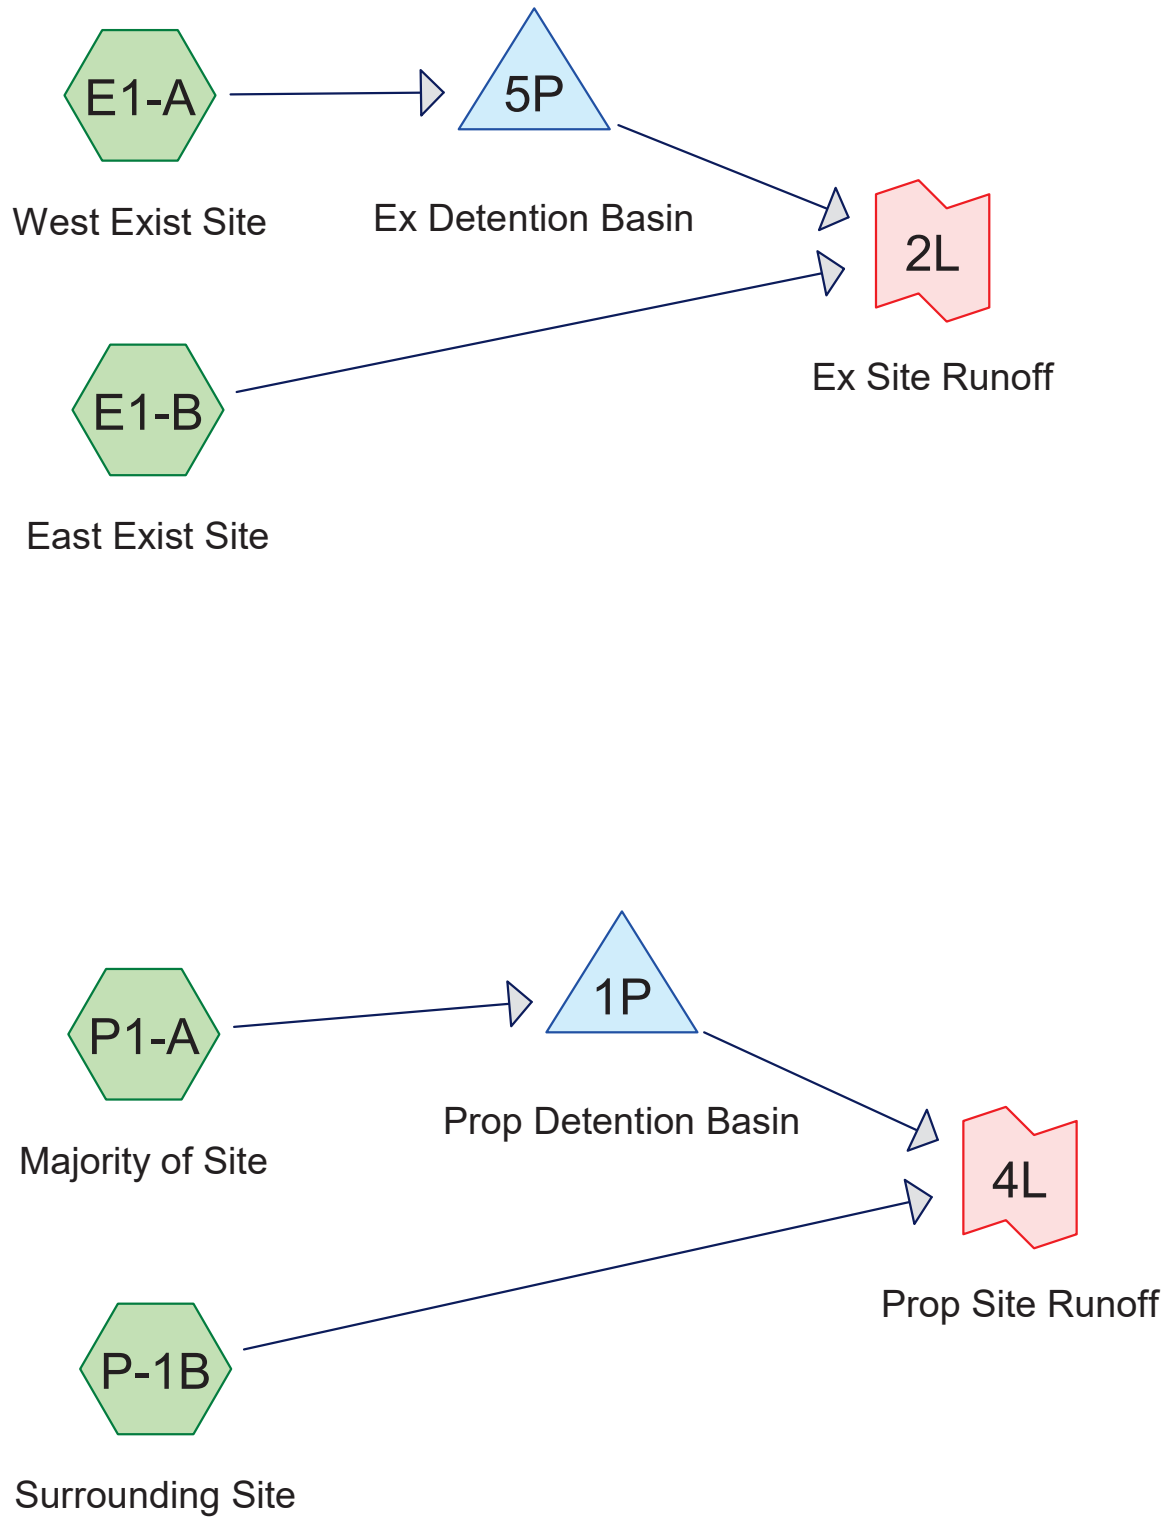 E1-A
5P
West Exist Site
Ex Detention Basin
2L
Ex Site Runoff
E1-B
East Exist Site
1P
P1-A
Prop Detention Basin
Majority of Site
4L
Prop Site Runoff
P-1B
Surrounding Site